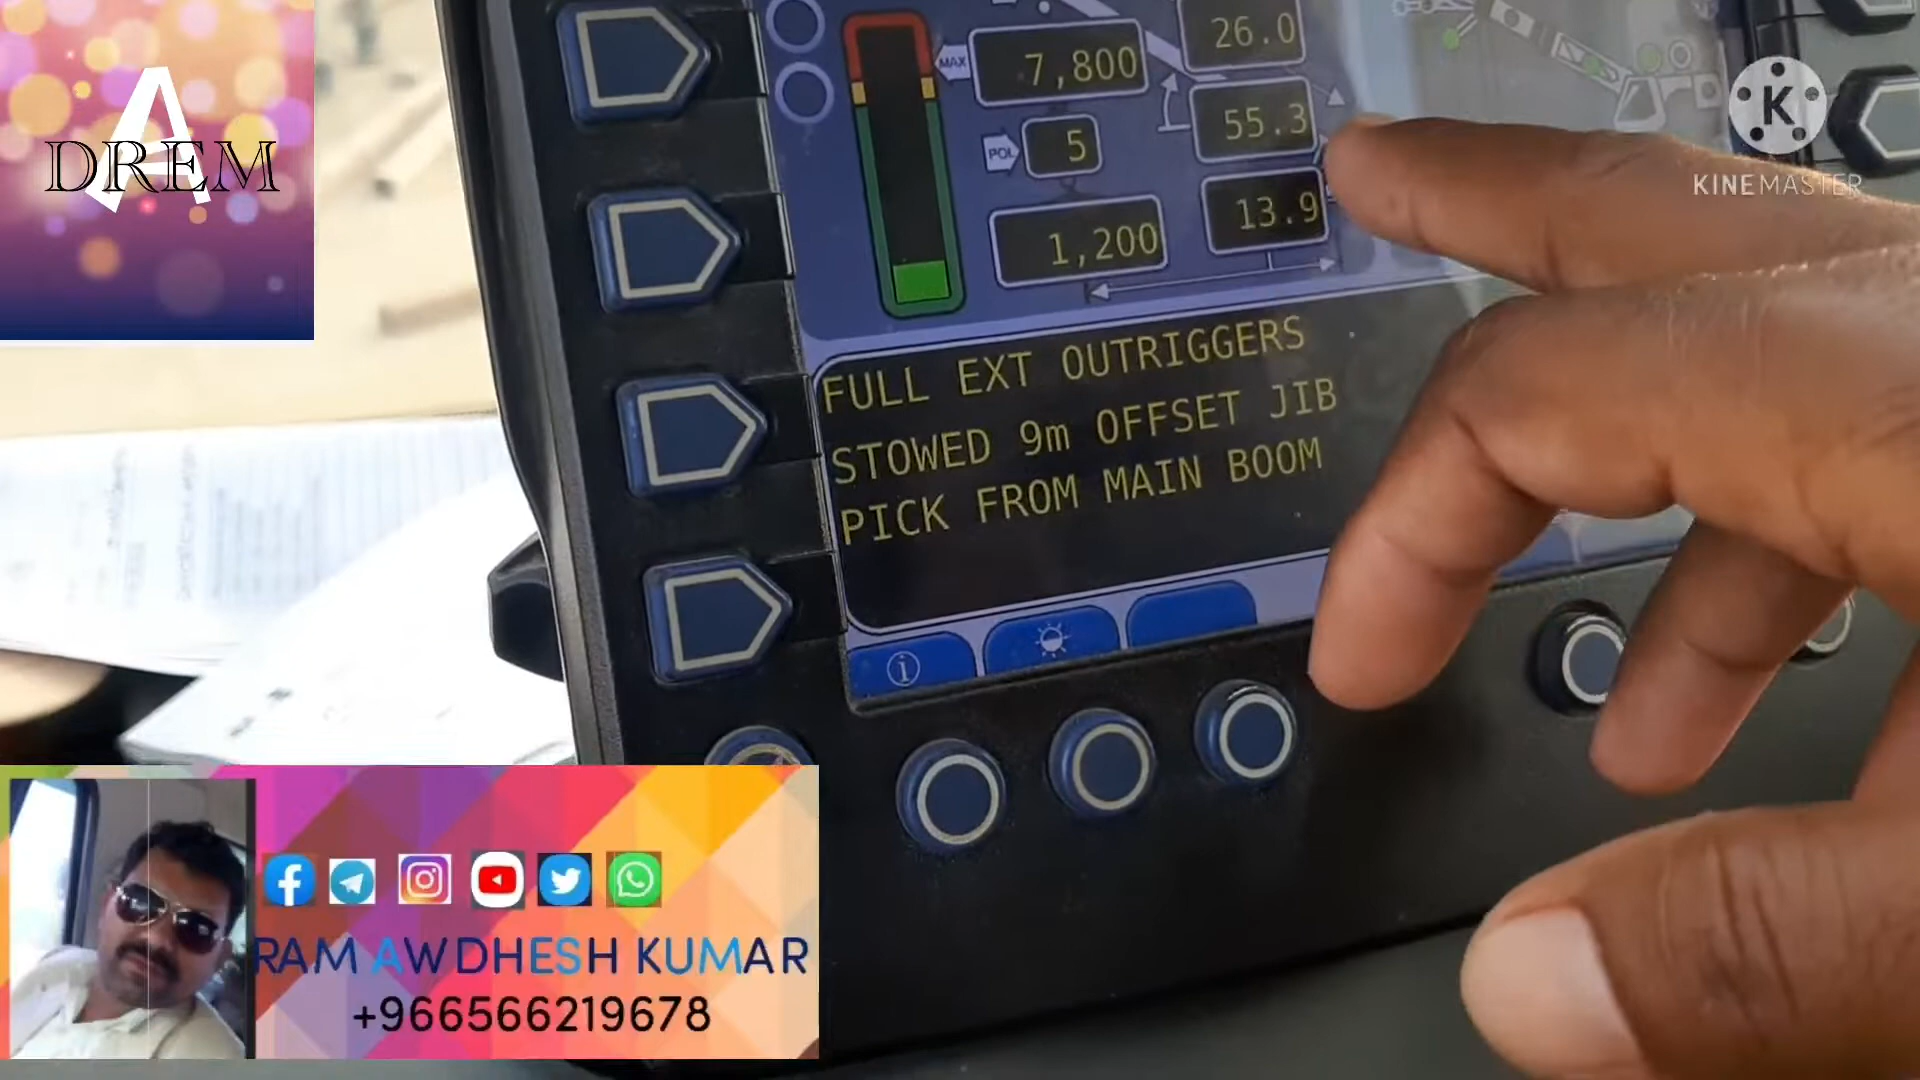 A
DREM
MAX
7,800
26.0
POL
5
55.3
1,200
13.9
K
KINEMASTER
FULL EXT OUTRIGGERS
STOWED 9m OFFSET JIB
PICK FROM MAIN BOOM
i
RAM AWDHESH KUMAR
+966566219678